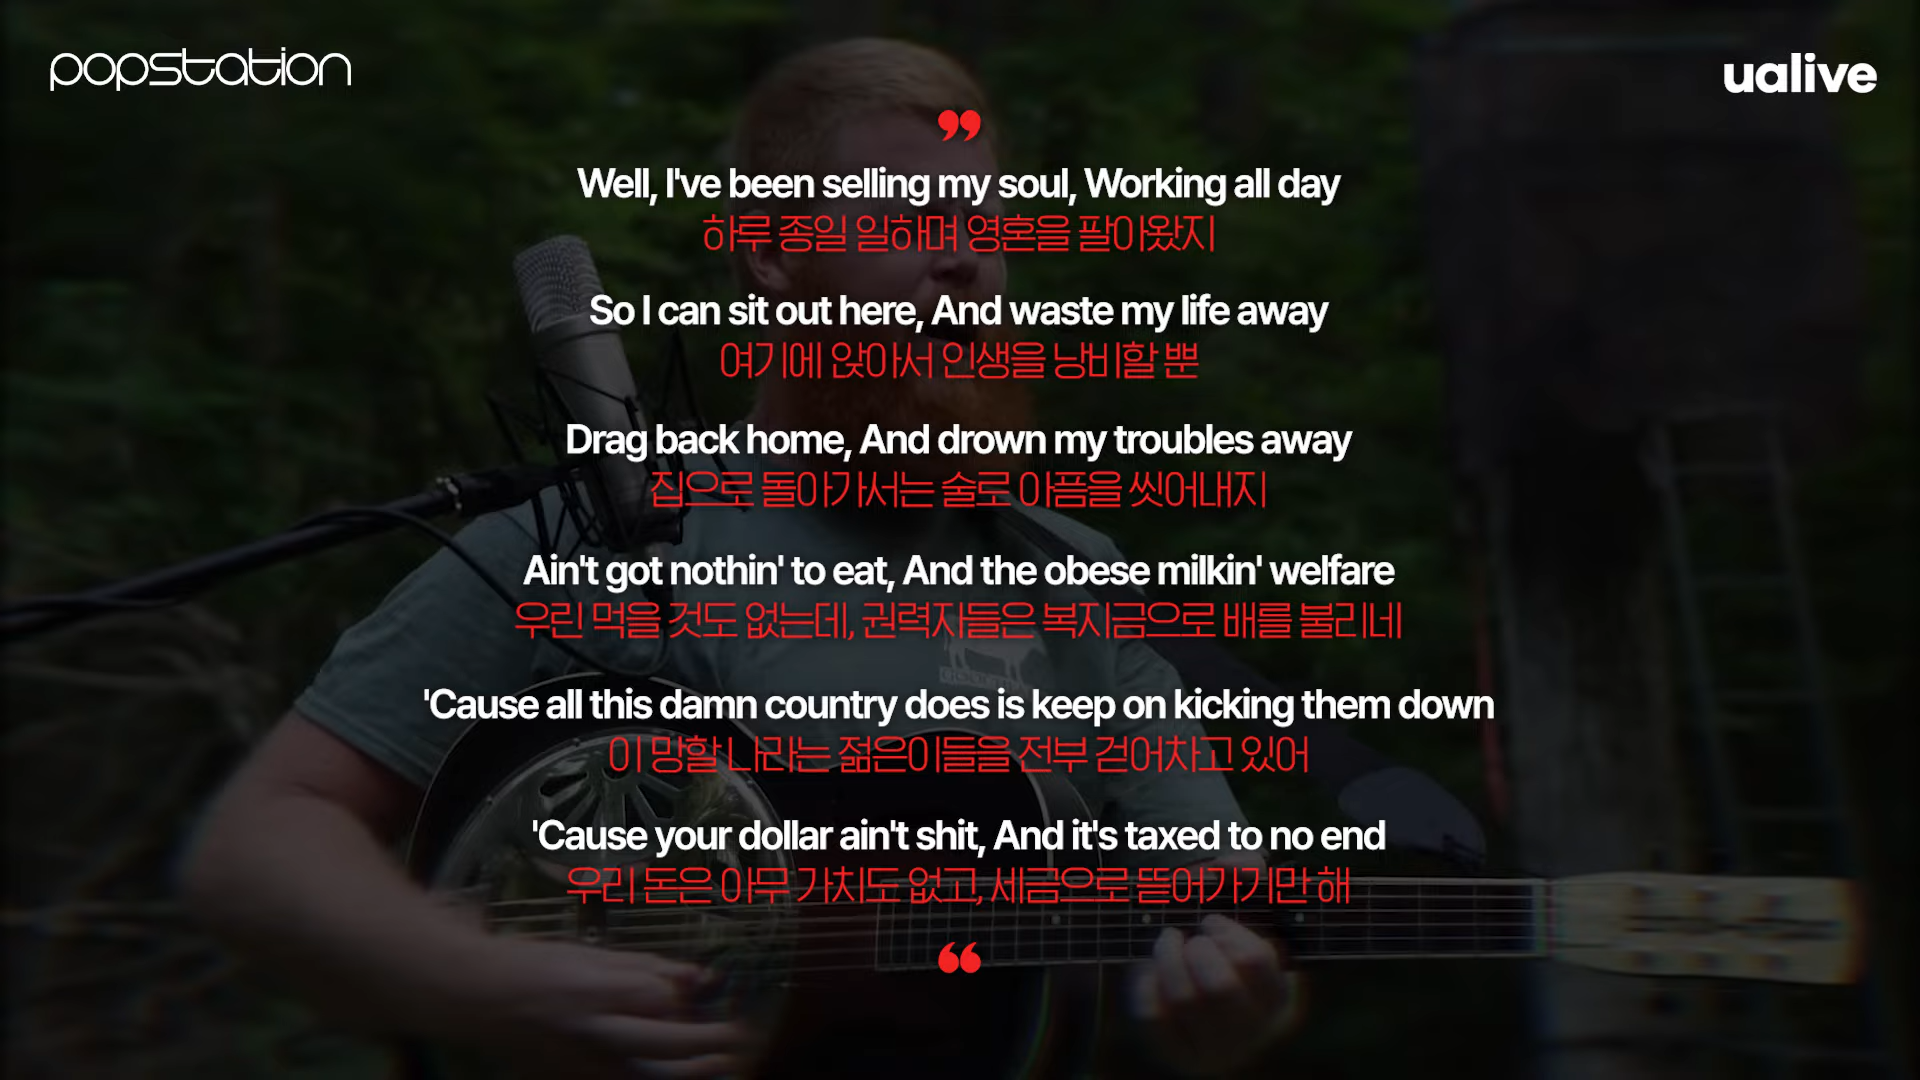 popstation
ualive
”
Well, I've been selling my soul, Working all day
하루 종일 일하며 영혼을 팔아왔지
So I can sit out here, And waste my life away
여기에 앉아서 인생을 낭비할 뿐
Drag back home, And drown my troubles away
집으로 돌아가서는 술로 아픔을 씻어내지
Ain't got nothin' to eat, And the obese milkin' welfare
우린 먹을 것도 없는데, 권력자들은 복지금으로 배를 불리네
'Cause all this damn country does is keep on kicking them down
이 망할 나라는 젊은이들을 전부 걷어차고 있어
'Cause your dollar ain't shit, And it's taxed to no end
우리 돈은 아무 가치도 없고, 세금으로 뜯어가기만 해
“